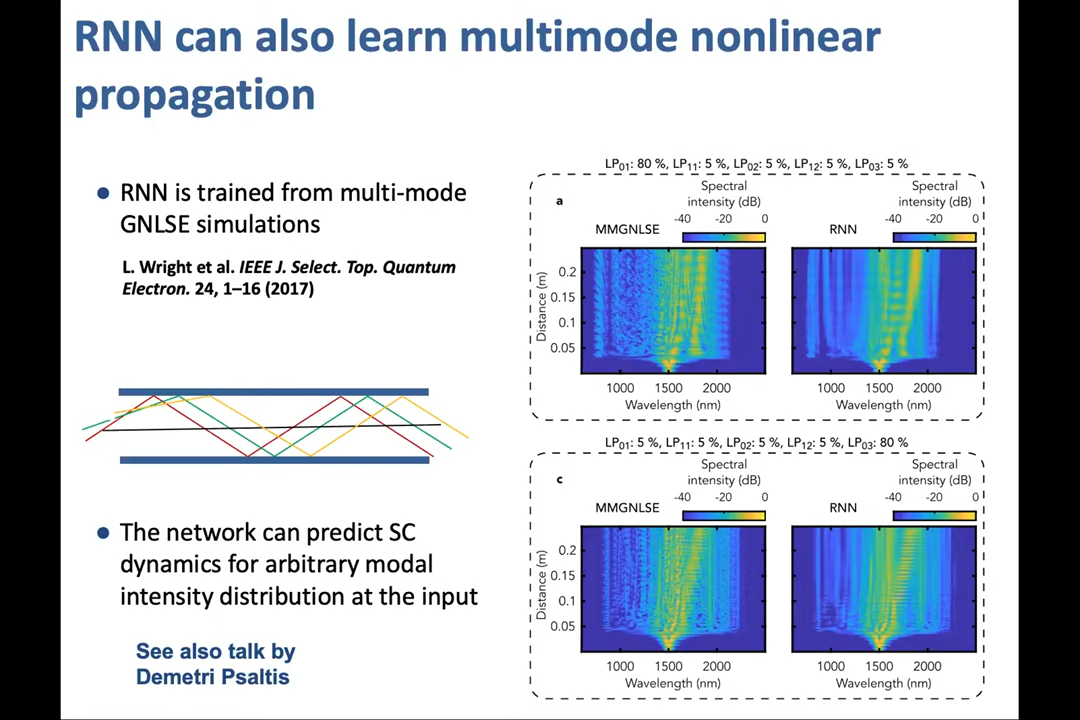 RNN can also learn multimode nonlinear
propagation
• RNN is trained from multi-mode
GNLSE simulations
L. Wright et al. IEEE J. Select. Top. Quantum
Electron. 24, 1–16 (2017)
• The network can predict SC
dynamics for arbitrary modal
intensity distribution at the input
See also talk by
Demetri Psaltis
LP01: 80 %, LP11: 5 %, LP02: 5 %, LP12: 5 %, LP03: 5 %
a
Spectral
intensity (dB)
-40 -20 0
MMGNLSE
Spectral
intensity (dB)
-40 -20 0
RNN
Distance (m)
0.2
0.15
0.1
0.05
1000 1500 2000
Wavelength (nm)
1000 1500 2000
Wavelength (nm)
LP01: 5 %, LP11: 5 %, LP02: 5 %, LP12: 5 %, LP03: 80 %
c
Spectral
intensity (dB)
-40 -20 0
MMGNLSE
Spectral
intensity (dB)
-40 -20 0
RNN
Distance (m)
0.2
0.15
0.1
0.05
1000 1500 2000
Wavelength (nm)
1000 1500 2000
Wavelength (nm)